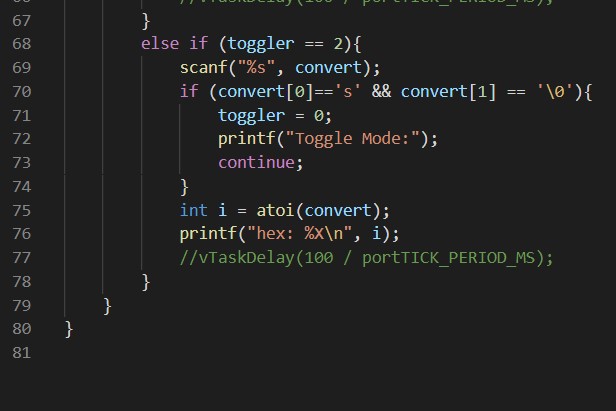 66 //vTaskDelay(100 / portTICK_PERIOD_MS);
67 }
68 else if (toggler == 2){
69 scanf("%s", convert);
70 if (convert[0]=='s' && convert[1] == '\0'){
71 toggler = 0;
72 printf("Toggle Mode:");
73 continue;
74 }
75 int i = atoi(convert);
76 printf("hex: %X\n", i);
77 //vTaskDelay(100 / portTICK_PERIOD_MS);
78 }
79 }
80 }
81